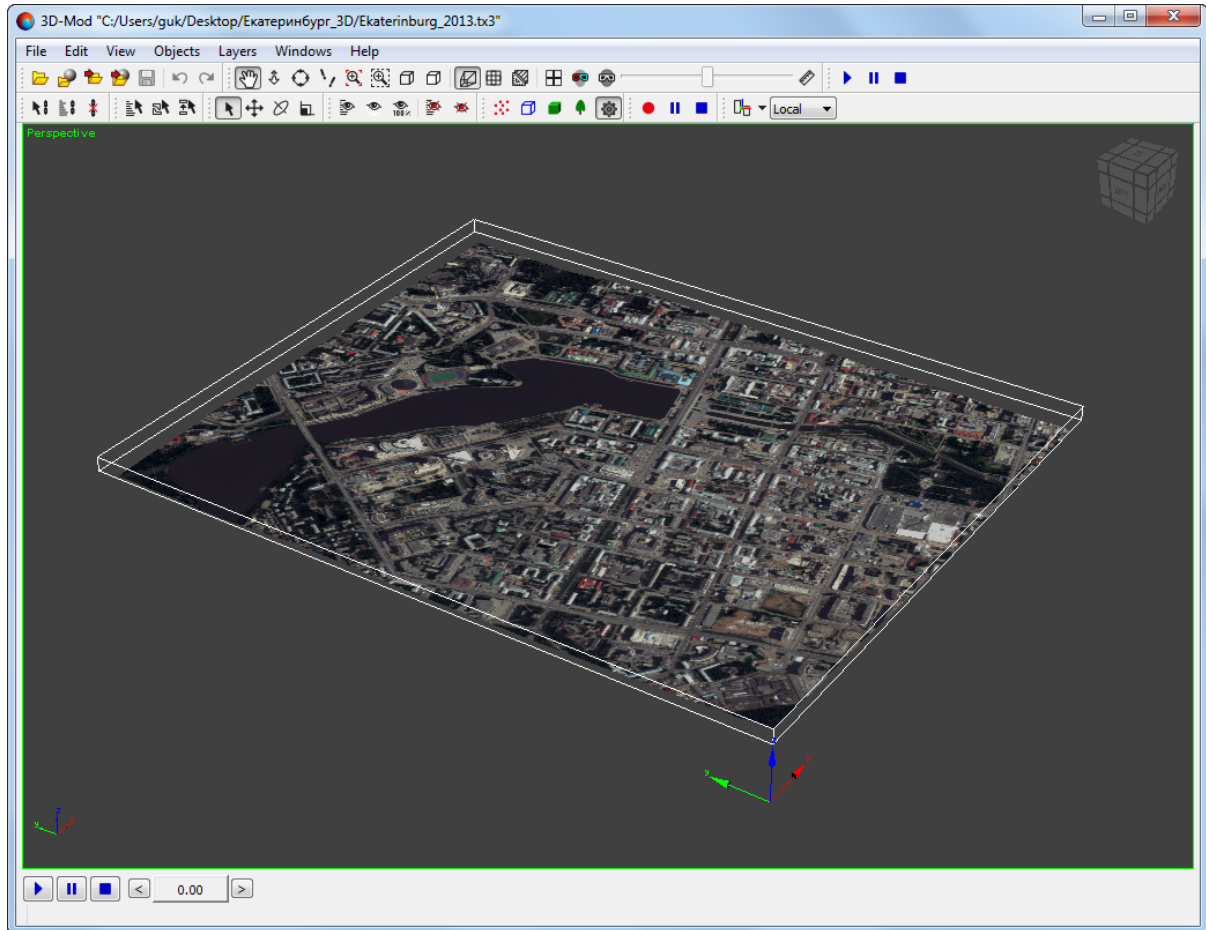 3D-Mod "C:/Users/guk/Desktop/Екатеринбург_3D/Ekaterinburg_2013.tx3"
File Edit View Objects Layers Windows Help
100%
Local
Perspective
y x
z
y
< 0.00 >